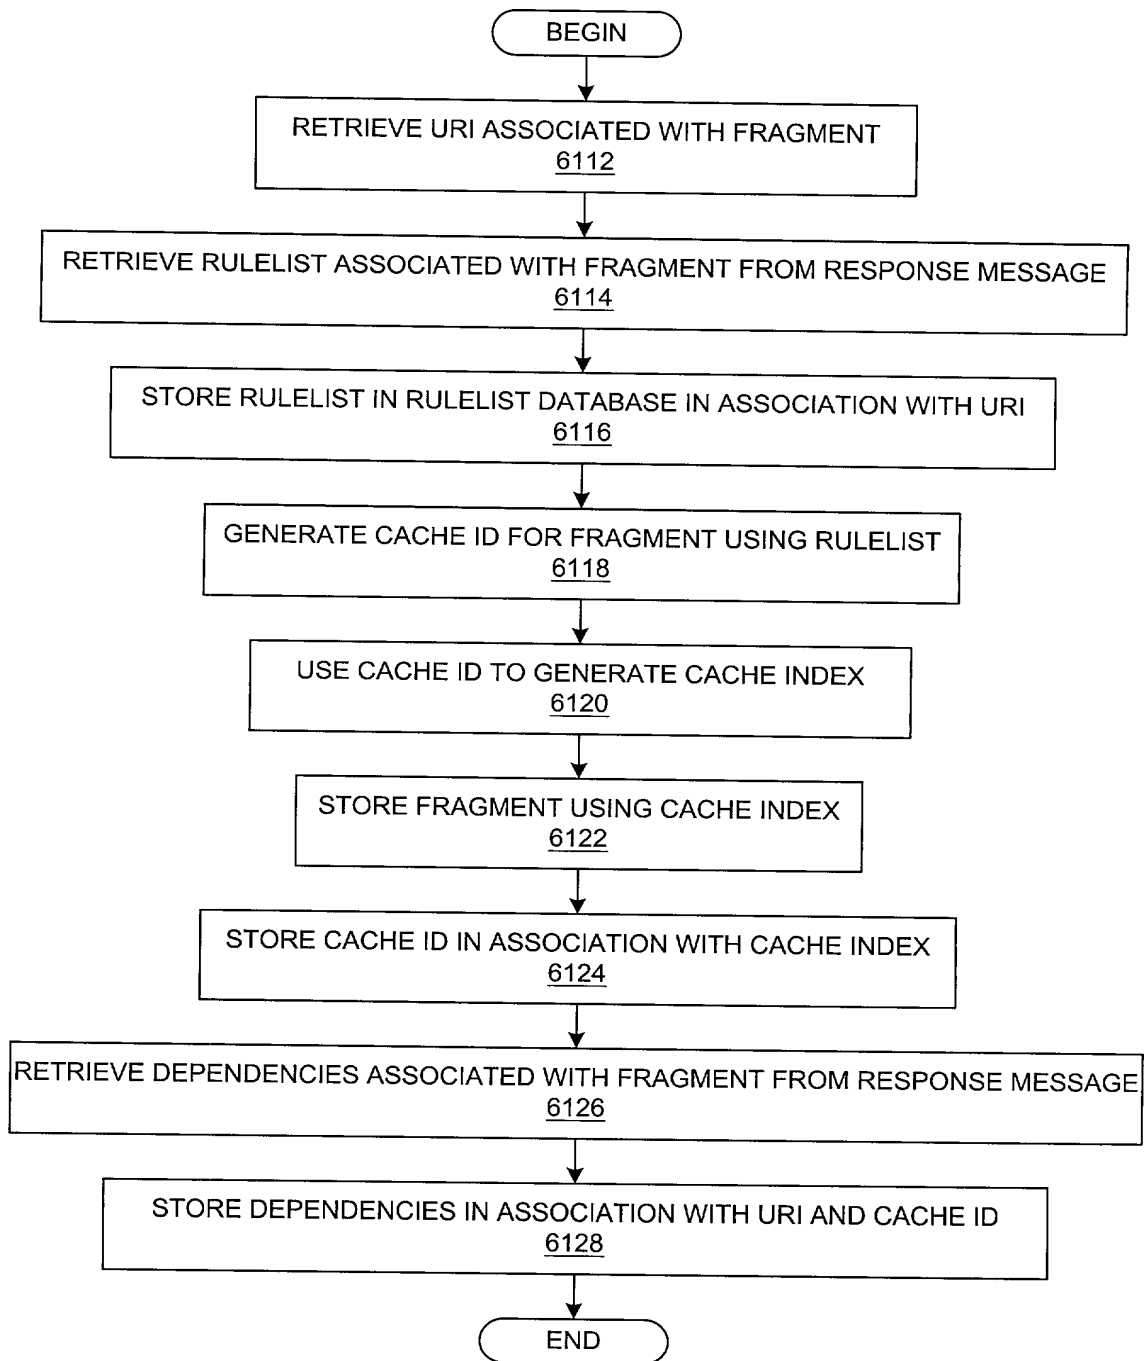 BEGIN
RETRIEVE URI ASSOCIATED WITH FRAGMENT
6112
RETRIEVE RULELIST ASSOCIATED WITH FRAGMENT FROM RESPONSE MESSAGE
6114
STORE RULELIST IN RULELIST DATABASE IN ASSOCIATION WITH URI
6116
GENERATE CACHE ID FOR FRAGMENT USING RULELIST
6118
USE CACHE ID TO GENERATE CACHE INDEX
6120
STORE FRAGMENT USING CACHE INDEX
6122
STORE CACHE ID IN ASSOCIATION WITH CACHE INDEX
6124
RETRIEVE DEPENDENCIES ASSOCIATED WITH FRAGMENT FROM RESPONSE MESSAGE
6126
STORE DEPENDENCIES IN ASSOCIATION WITH URI AND CACHE ID
6128
END